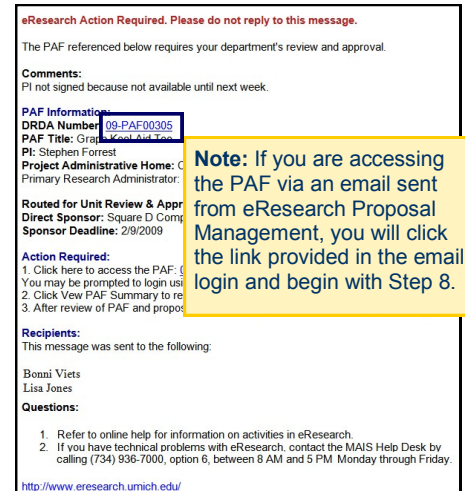 eResearch Action Required. Please do not reply to this message.
The PAF referenced below requires your department's review and approval.
Comments:
PI not signed because not available until next week.
PAF Information:
DRDA Number: 09-PAF00305
PAF Title: Grape Kool-Aid Too
PI: Stephen Forrest
Project Administrative Home:
Primary Research Administrator:
Routed for Unit Review &
Direct Sponsor: Square D
Sponsor Deadline: 2/9/2009
Action Required:
1. Click here to access the PAF:
You may be prompted to login
2. Click Vew PAF Summary to
3. After review of PAF and
Note: If you are accessing
the PAF via an email sent
from eResearch Proposal
Management, you will click
the link provided in the email
login and begin with Step 8.
Recipients:
This message was sent to the following:
Bonni Viets
Lisa Jones
Questions:
1. Refer to online help for information on activities in eResearch.
2. If you have technical problems with eResearch, contact the MAIS Help Desk by
calling (734) 936-7000, option 6, between 8 AM and 5 PM Monday through Friday.
http://www.eresearch.umich.edu/